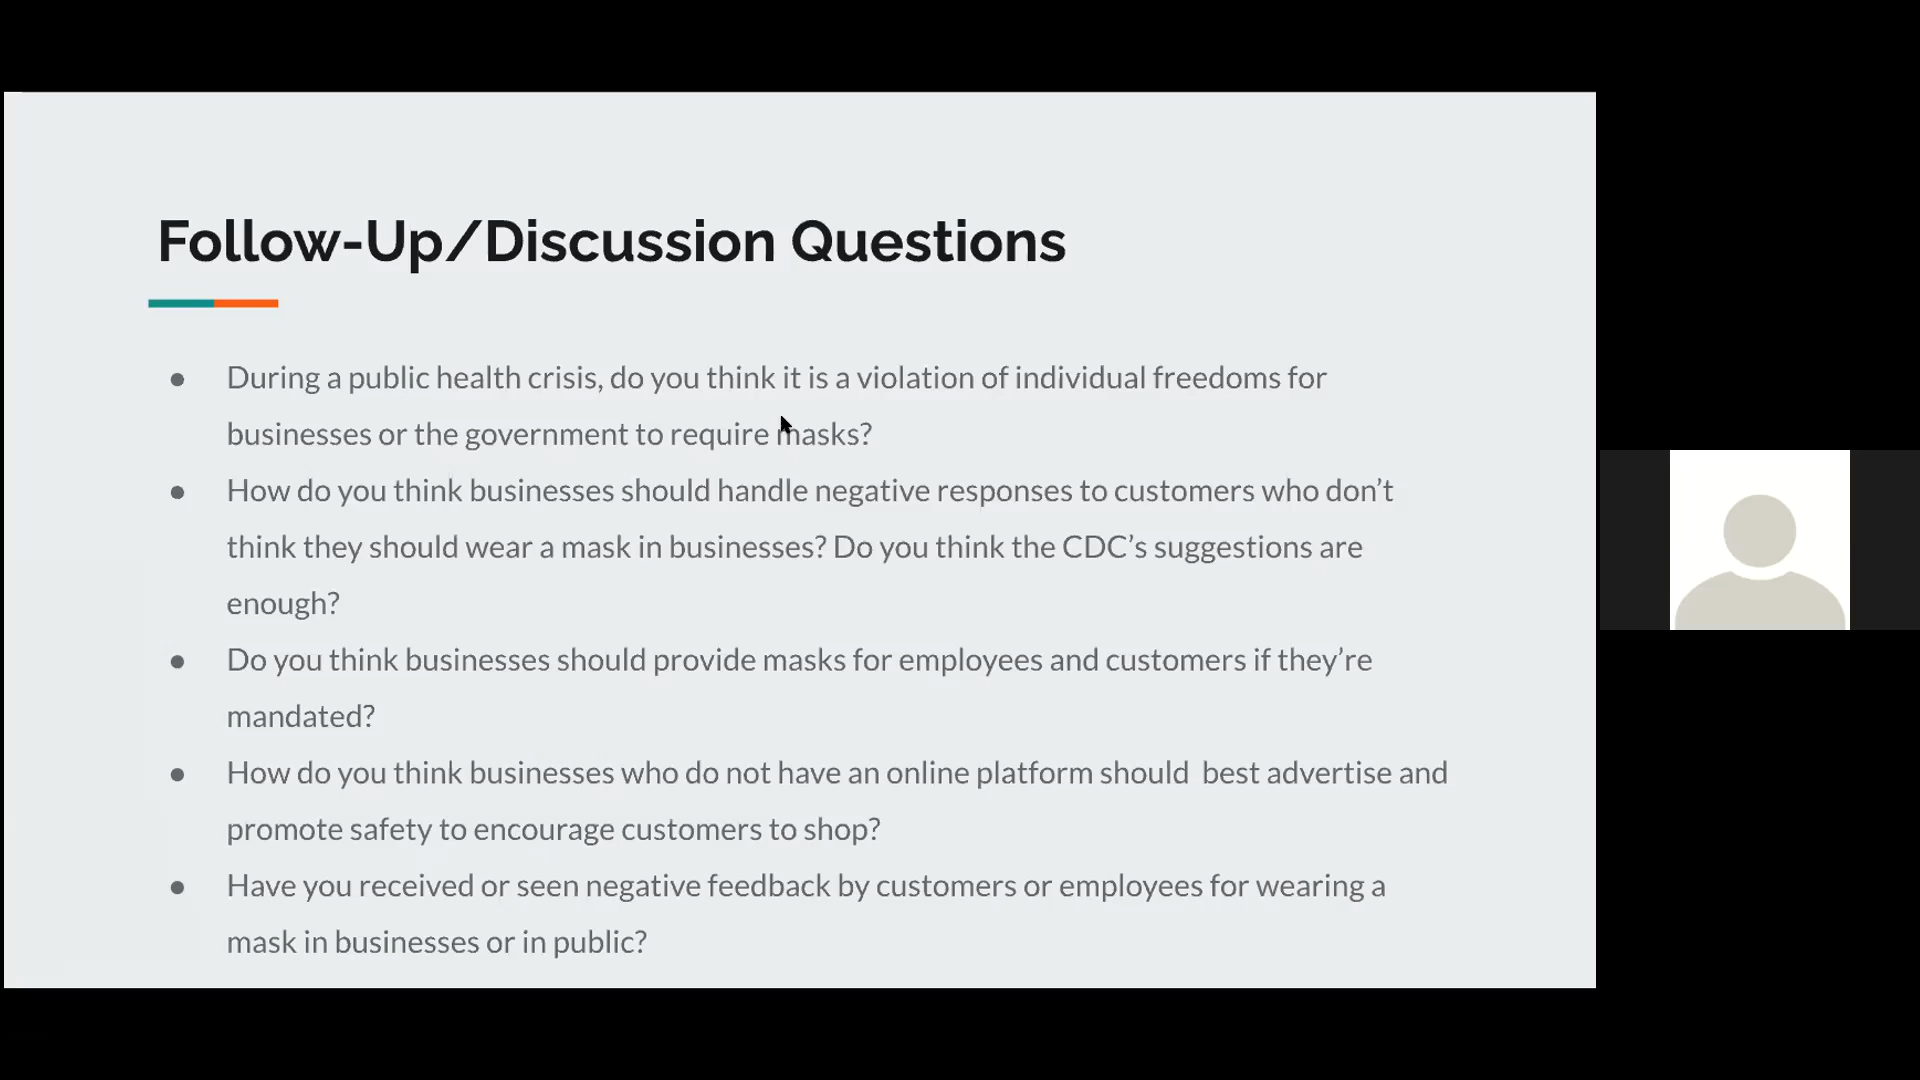 Follow-Up/Discussion Questions
● During a public health crisis, do you think it is a violation of individual freedoms for
businesses or the government to require masks?
● How do you think businesses should handle negative responses to customers who don’t
think they should wear a mask in businesses? Do you think the CDC’s suggestions are
enough?
● Do you think businesses should provide masks for employees and customers if they’re
mandated?
● How do you think businesses who do not have an online platform should  best advertise and
promote safety to encourage customers to shop?
● Have you received or seen negative feedback by customers or employees for wearing a
mask in businesses or in public?